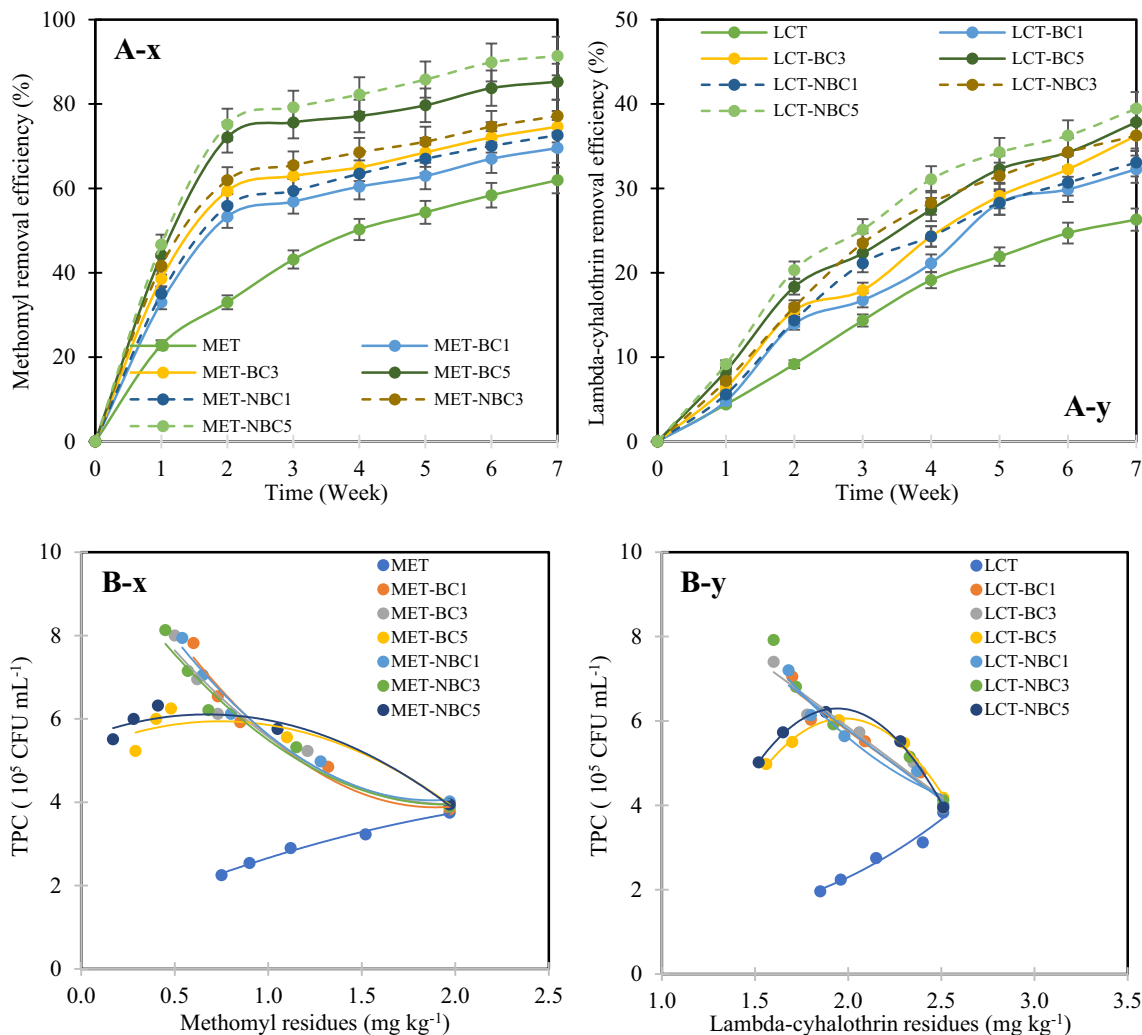 A-x
Methomyl removal efficiency (%)
100
80
60
40
20
0
MET
MET-BC1
MET-BC3
MET-BC5
MET-NBC1
MET-NBC3
MET-NBC5
0 1 2 3 4 5 6 7
Time (Week)
A-y
Lambda-cyhalothrin removal efficiency (%)
50
40
30
20
10
0
LCT
LCT-BC1
LCT-BC3
LCT-BC5
LCT-NBC1
LCT-NBC3
LCT-NBC5
0 1 2 3 4 5 6 7
Time (Week)
B-x
TPC ( 10⁵ CFU mL⁻¹)
10
8
6
4
2
0
MET
MET-BC1
MET-BC3
MET-BC5
MET-NBC1
MET-NBC3
MET-NBC5
0.0 0.5 1.0 1.5 2.0 2.5
Methomyl residues (mg kg⁻¹)
B-y
TPC ( 10⁵ CFU mL⁻¹)
10
8
6
4
2
0
LCT
LCT-BC1
LCT-BC3
LCT-BC5
LCT-NBC1
LCT-NBC3
LCT-NBC5
1.0 1.5 2.0 2.5 3.0 3.5
Lambda-cyhalothrin residues (mg kg⁻¹)